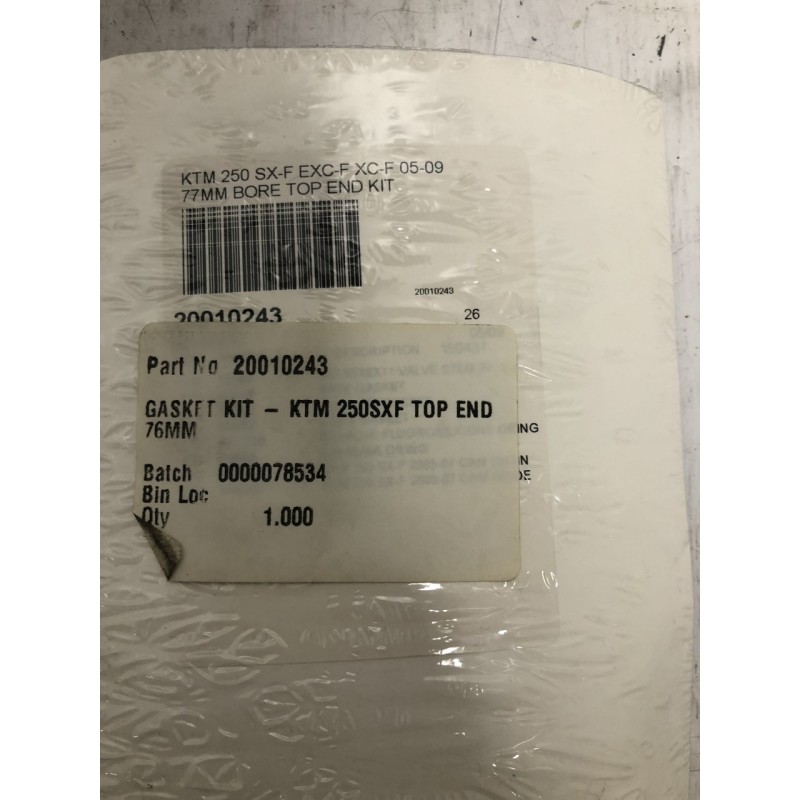 KTM 250 SX-F EXC-F XC-F 05-09
77MM BORE TOP END KIT
20010243
20010243
26
Part No 20010243
GASKET KIT - KTM 250SXF TOP END
76MM
Batch 0000078534
Bin Loc
Qty 1.000